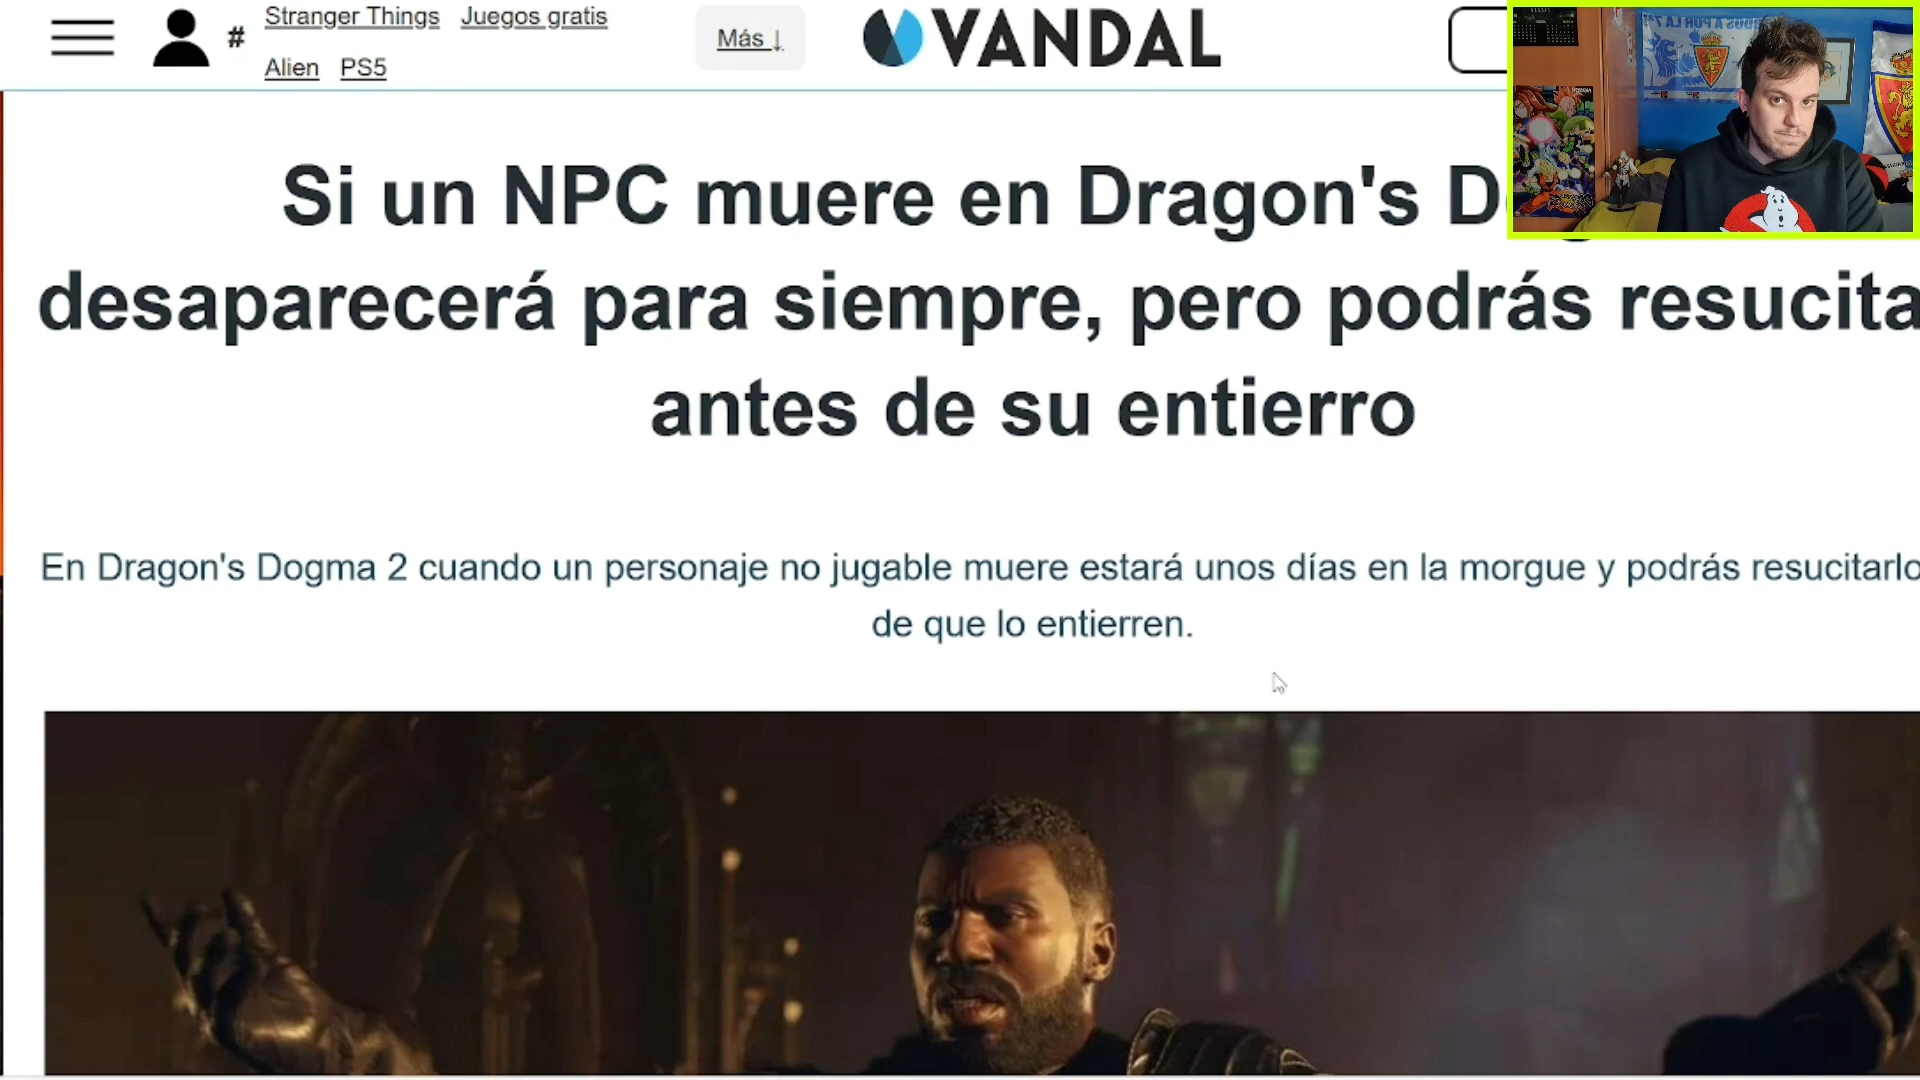 # Stranger Things Juegos gratis
Alien PS5
Más ↓
VANDAL
Si un NPC muere en Dragon's
desaparecerá para siempre, pero podrás
antes de su entierro
En Dragon's Dogma 2 cuando un personaje no jugable muere estará unos días en la morgue y podrás resucitarlo
de que lo entierren.